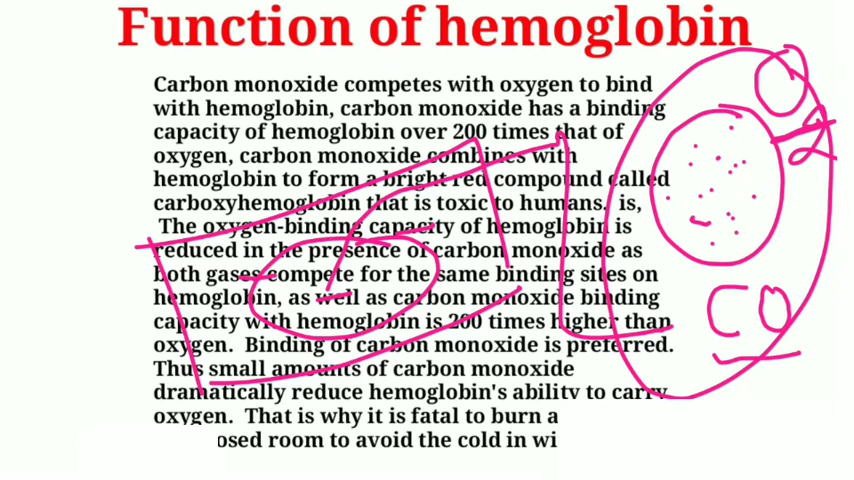 Function of hemoglobin
Carbon monoxide competes with oxygen to bind
with hemoglobin, carbon monoxide has a binding
capacity of hemoglobin over 200 times that of
oxygen, carbon monoxide combines with
hemoglobin to form a bright red compound called
carboxyhemoglobin that is toxic to humans. is,
The oxygen-binding capacity of hemoglobin is
reduced in the presence of carbon monoxide as
both gases compete for the same binding sites on
hemoglobin, as well as carbon monoxide binding
capacity with hemoglobin is 200 times higher than
oxygen. Binding of carbon monoxide is preferred.
Thus small amounts of carbon monoxide
dramatically reduce hemoglobin's ability to carry
oxygen. That is why it is fatal to burn a
osed room to avoid the cold in wi
O2
CO